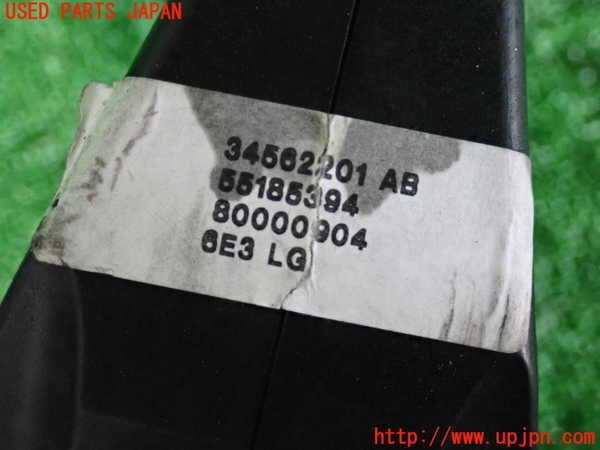 USED PARTS JAPAN
34562201 AB
55185394
80000904
6E3 LG
http://www.upjpn.com/